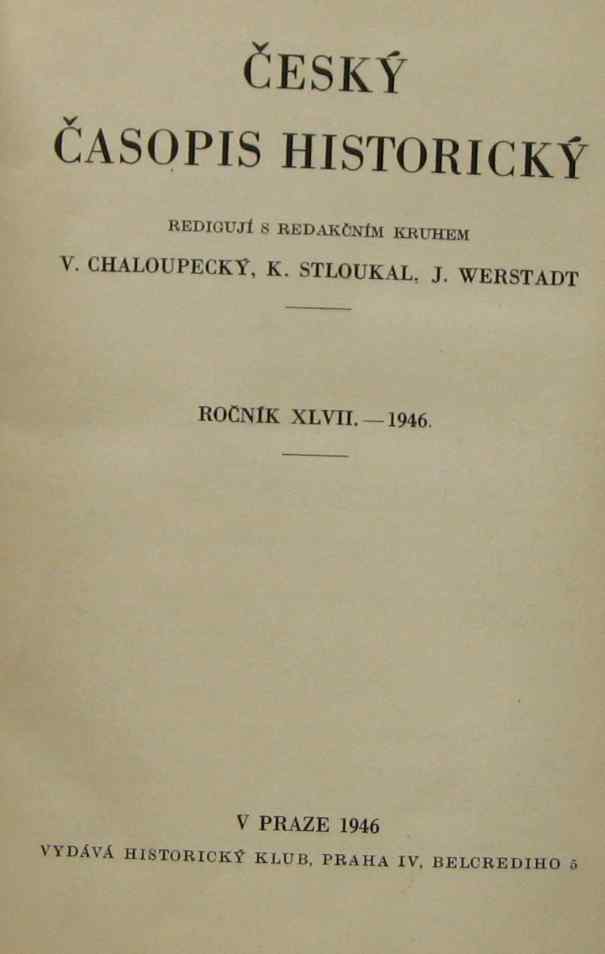 ČESKÝ
ČASOPIS HISTORICKÝ
REDIGUJÍ S REDAKČNÍM KRUHEM
V. CHALOUPECKÝ, K. STLOUKAL, J. WERSTADT
ROČNÍK XLVII. — 1946.
V PRAZE 1946
VYDÁVÁ HISTORICKÝ KLUB, PRAHA IV, BELCREDIHO 5